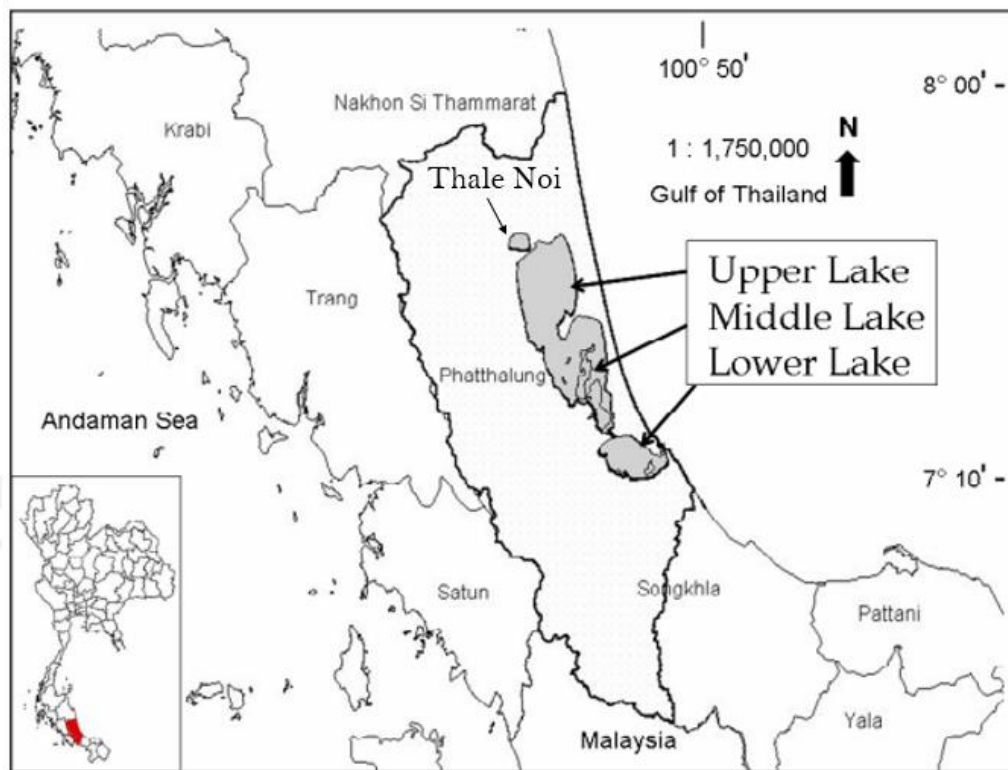 100° 50'
8° 00'
Nakhon Si Thammarat
Krabi
N
1 : 1,750,000
Thale Noi
Gulf of Thailand
Upper Lake
Middle Lake
Lower Lake
Trang
Phatthalung
Andaman Sea
7° 10'
Satun
Songkhla
Pattani
Yala
Malaysia